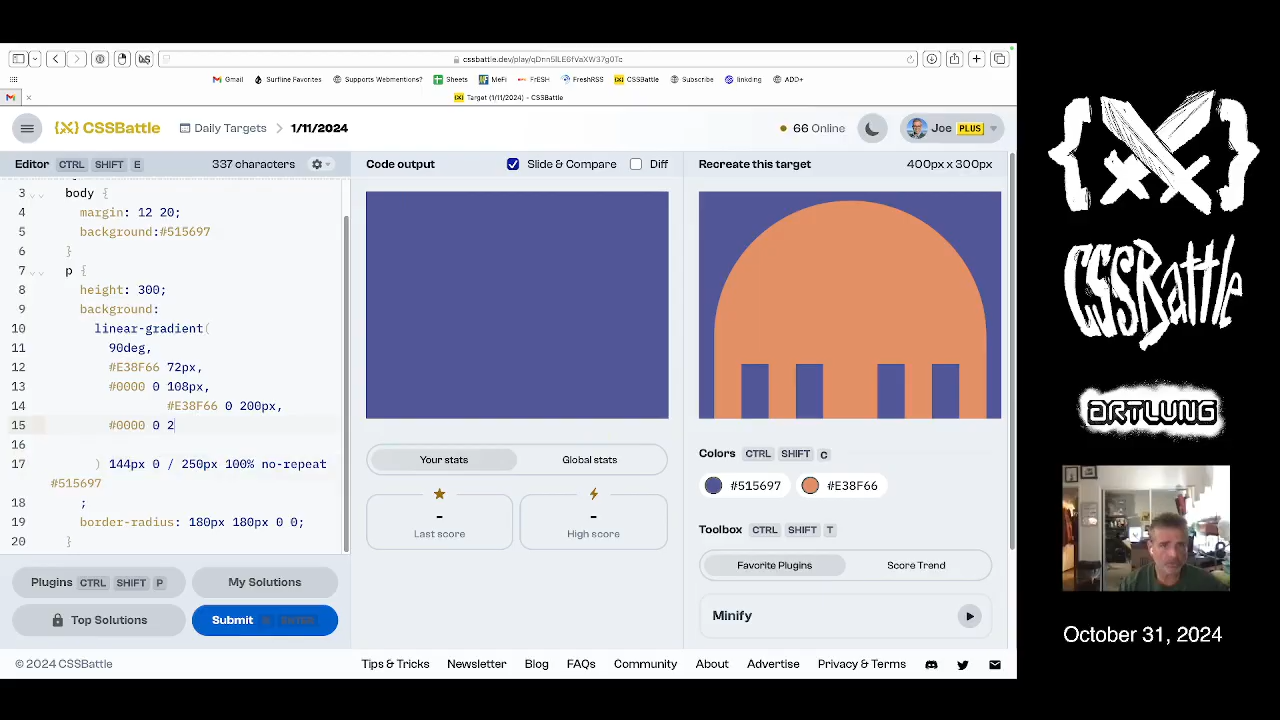 cssbattle.dev/play/qDnn5lLE6fVaXW37g0Tc
Gmail
Surfline Favorites
Supports Webmentions?
Sheets
MeFi
FrESH
FreshRSS
CSSBattle
Subscribe
linkding
ADD+
Target (1/11/2024) - CSSBattle
{X} CSSBattle
Daily Targets > 1/11/2024
66 Online
Joe PLUS
Editor CTRL SHIFT E
337 characters
Code output
Slide & Compare
Diff
Recreate this target
400px x 300px
3 body {
4 margin: 12 20;
5 background:#515697
6 }
7 p {
8 height: 300;
9 background:
10 linear-gradient(
11 90deg,
12 #E38F66 72px,
13 #0000 0 108px,
14 #E38F66 0 200px,
15 #0000 0 2
16
17 ) 144px 0 / 250px 100% no-repeat
#515697
18 ;
19 border-radius: 180px 180px 0 0;
20 }
Your stats
Global stats
-
Last score
-
High score
Colors CTRL SHIFT C
#515697
#E38F66
Toolbox CTRL SHIFT T
Favorite Plugins
Score Trend
Minify
Plugins CTRL SHIFT P
My Solutions
Top Solutions
Submit
© 2024 CSSBattle
Tips & Tricks
Newsletter
Blog
FAQs
Community
About
Advertise
Privacy & Terms
{X}
CSSBattle
ARTLUNG
October 31, 2024